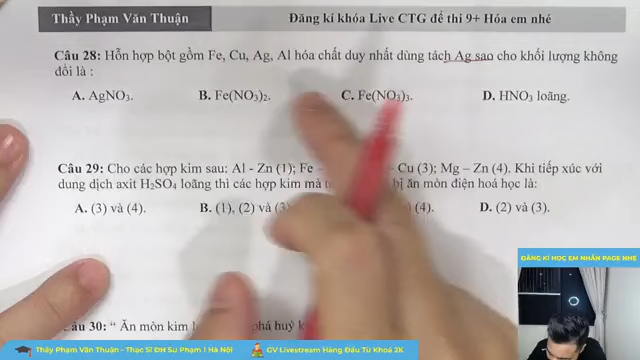 Thầy Phạm Văn Thuận
Đăng kí khóa Live CTG để thi 9+ Hóa em nhé
Câu 28: Hỗn hợp bột gồm Fe, Cu, Ag, Al hóa chất duy nhất dùng tách Ag sao cho khối lượng không
đổi là :
A. AgNO₃. B. Fe(NO₃)₂. C. Fe(NO₃)₃. D. HNO₃ loãng.
Câu 29: Cho các hợp kim sau: Al - Zn (1); Fe – Cu (3); Mg – Zn (4). Khi tiếp xúc với
dung dịch axit H₂SO₄ loãng thì các hợp kim mà bị ăn mòn điện hoá học là:
A. (3) và (4). B. (1), (2) và (3) (4). D. (2) và (3).
ĐĂNG KÍ HỌC EM NHẮN PAGE NHÉ
Câu 30: “ Ăn mòn kim phá huỷ
Thầy Phạm Văn Thuận - Thạc Sĩ ĐH Sư Phạm 1 Hà Nội
GV Livestream Hàng Đầu Từ Khoá 2K